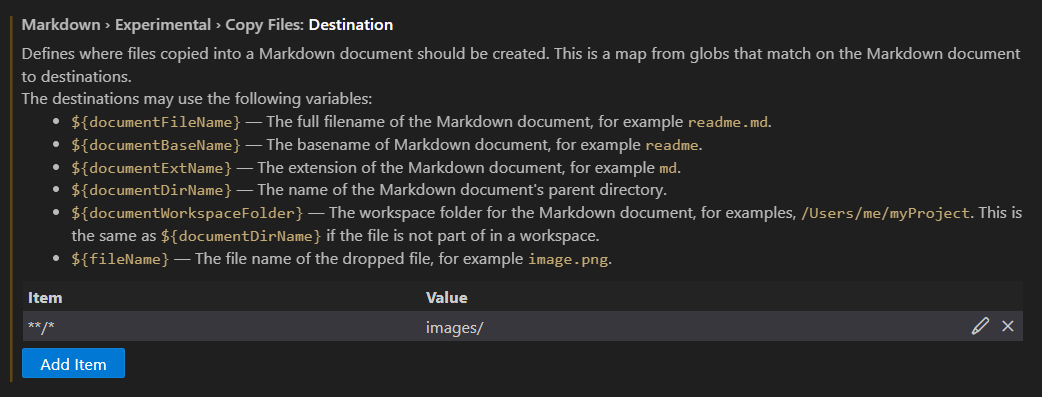 Markdown › Experimental › Copy Files: Destination
Defines where files copied into a Markdown document should be created. This is a map from globs that match on the Markdown document
to destinations.
The destinations may use the following variables:
• ${documentFileName} — The full filename of the Markdown document, for example readme.md.
• ${documentBaseName} — The basename of Markdown document, for example readme.
• ${documentExtName} — The extension of the Markdown document, for example md.
• ${documentDirName} — The name of the Markdown document's parent directory.
• ${documentWorkspaceFolder} — The workspace folder for the Markdown document, for examples, /Users/me/myProject. This is
the same as ${documentDirName} if the file is not part of in a workspace.
• ${fileName} — The file name of the dropped file, for example image.png.
Item Value
**/* images/
Add Item